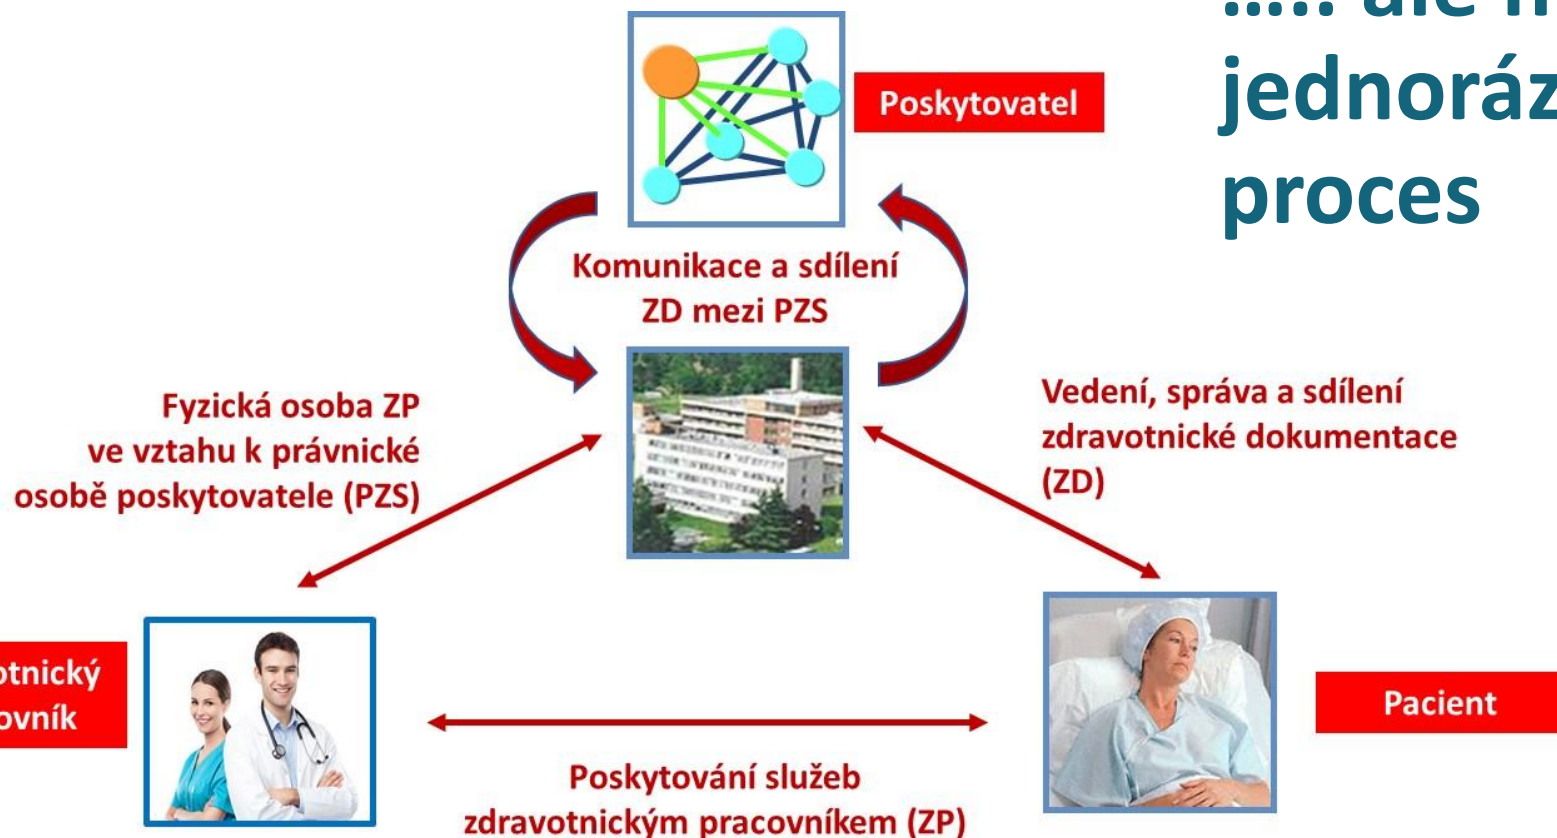 ..... ale
jednoráz
proces
Poskytovatel
Komunikace a sdílení
ZD mezi PZS
Fyzická osoba ZP
ve vztahu k právnické
osobě poskytovatele (PZS)
Vedení, správa a sdílení
zdravotnické dokumentace
(ZD)
otnický
ovník
Pacient
Poskytování služeb
zdravotnickým pracovníkem (ZP)